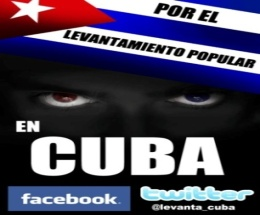 POR EL
LEVANTAMIENTO POPULAR
EN
CUBA
facebook.
twitter
@levanta_cuba